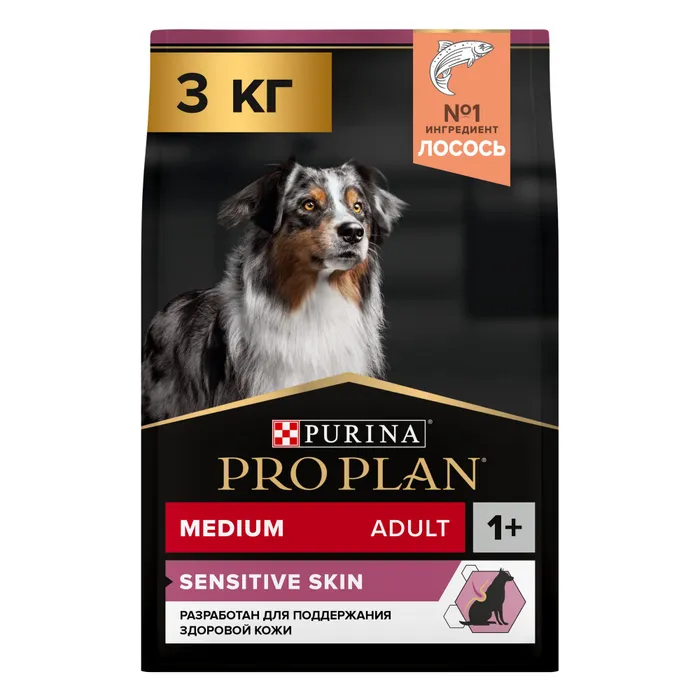 3 КГ
№1
ИНГРЕДИЕНТ
ЛОСОСЬ
PURINA®
PRO PLAN®
MEDIUM ADULT 1+
SENSITIVE SKIN
РАЗРАБОТАН ДЛЯ ПОДДЕРЖАНИЯ
ЗДОРОВОЙ КОЖИ